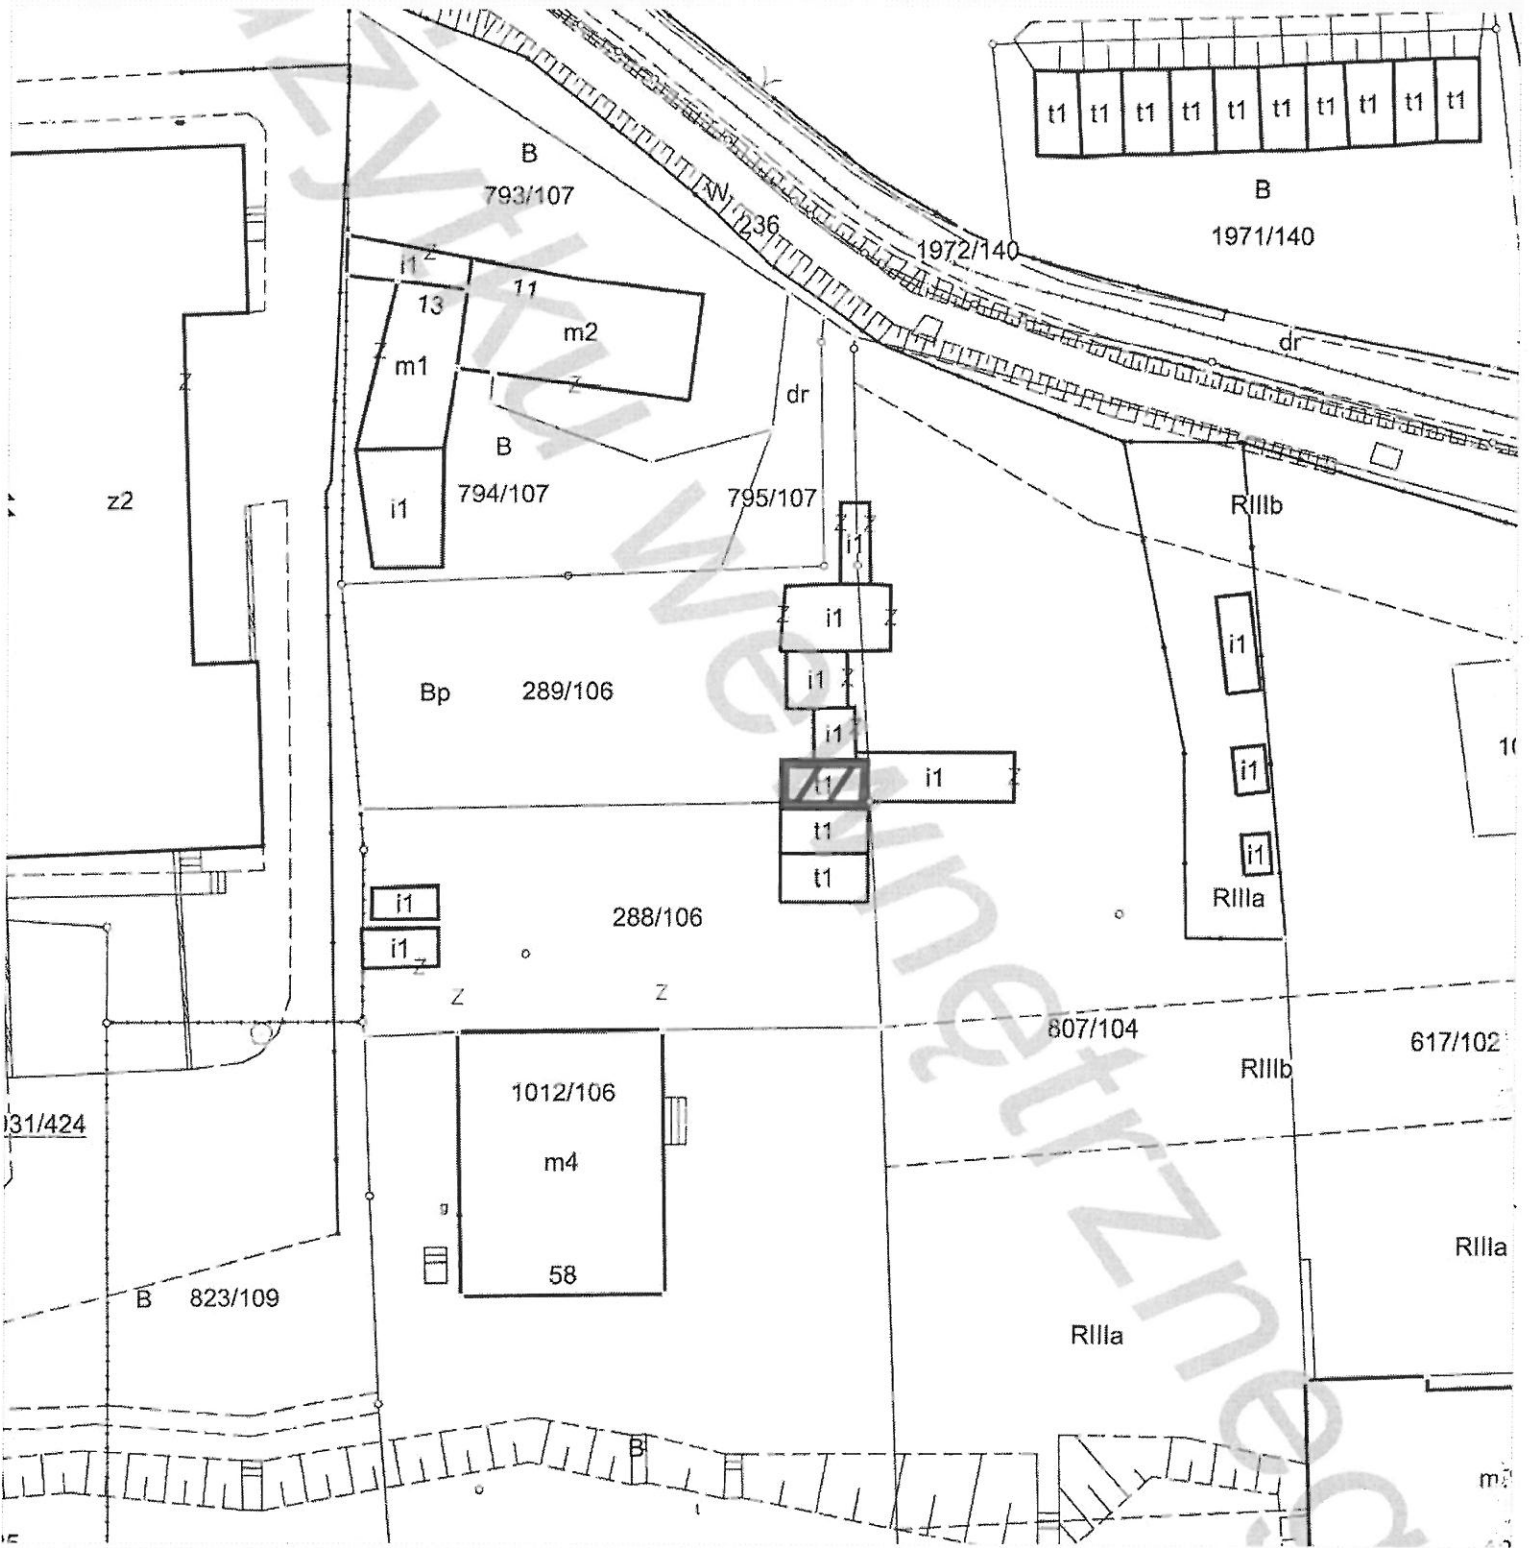 t1 t1 t1 t1 t1 t1 t1 t1 t1 t1
B
793/107
B
1971/140
W
236
1972/140
i1
Z
13
11
m2
dr
Z
m1
Z
Z
dr
B
z2
i1
794/107
795/107
RIIIb
Z
Z
i1
Z
i1
Z
i1
Bp
289/106
i1
Z
i1
Z
t1
i1
Z
i1
t1
t1
i1
i1
288/106
RIIIa
i1
Z
Z
Z
807/104
617/102
RIIIb
1012/106
31/424
m4
g
RIIIa
58
B
823/109
RIIIa
B
żytku wewnętrzneg